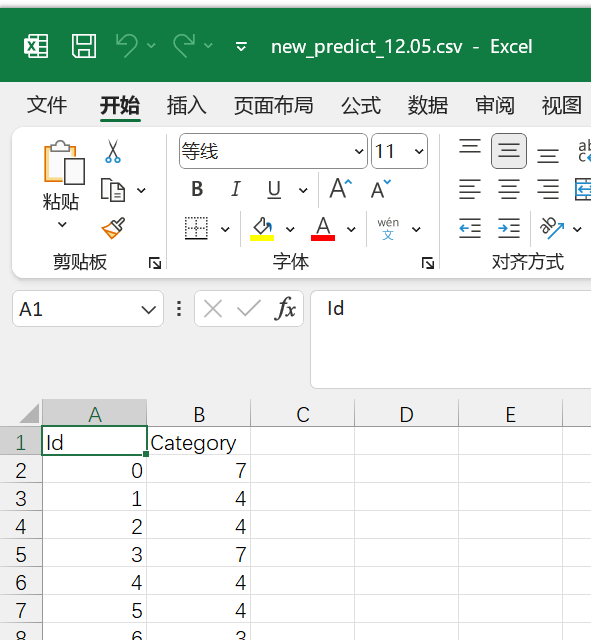 new_predict_12.05.csv - Excel
文件 开始 插入 页面布局 公式 数据 审阅 视图
粘贴
等线 11
B I U A A
A wén 文
ab
c
ab
剪贴板 字体 对齐方式
A1 fx Id
A B C D E
1 Id Category
2 0 7
3 1 4
4 2 4
5 3 7
6 4 4
7 5 4
8 6 3